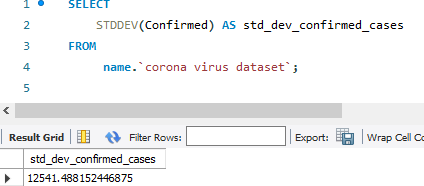 1 SELECT
2 STDDEV(Confirmed) AS std_dev_confirmed_cases
3 FROM
4 name.`corona virus dataset`;
5
Result Grid Filter Rows: Export: Wrap Cell Co
std_dev_confirmed_cases
12541.488152446875